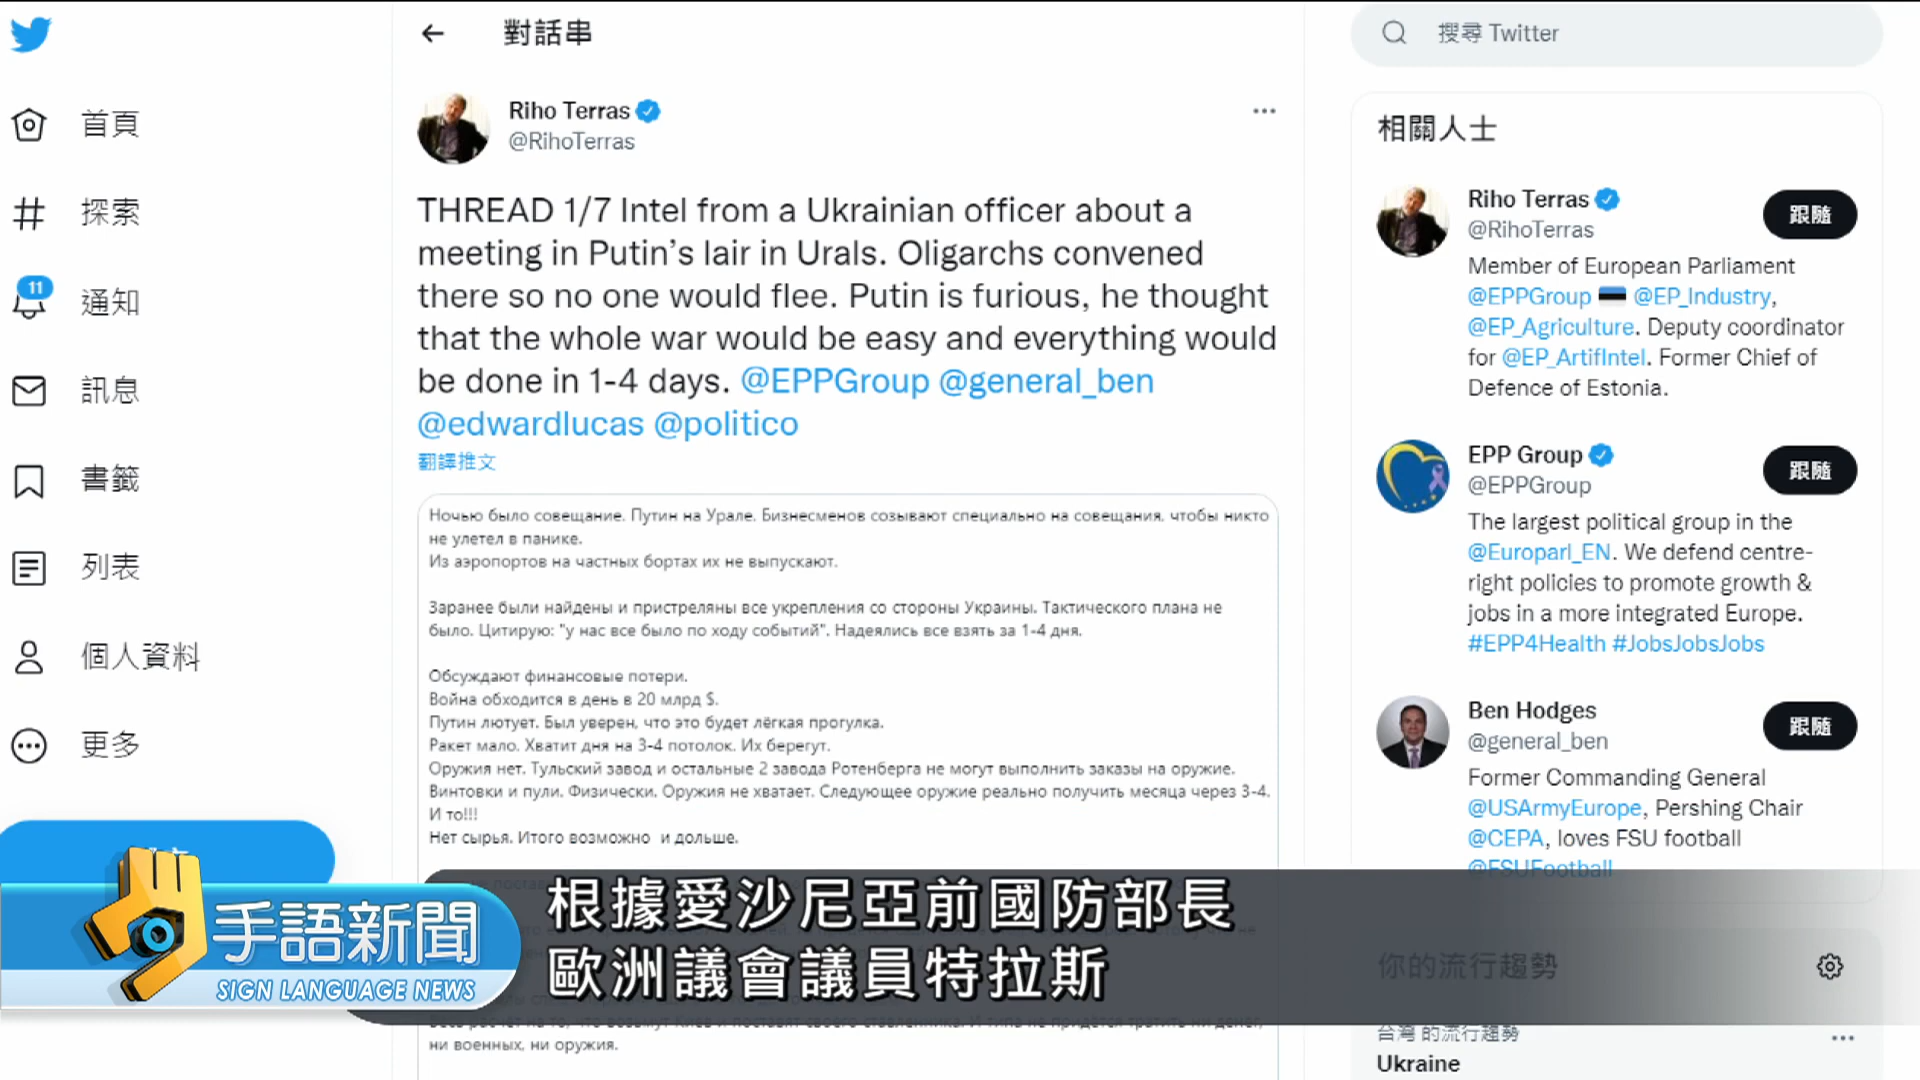 對話串
搜尋 Twitter
首頁
探索
11
通知
訊息
書籤
列表
個人資料
更多
Riho Terras
@RihoTerras
THREAD 1/7 Intel from a Ukrainian officer about a
meeting in Putin’s lair in Urals. Oligarchs convened
there so no one would flee. Putin is furious, he thought
that the whole war would be easy and everything would
be done in 1-4 days. @EPPGroup @general_ben
@edwardlucas @politico
翻譯推文
Ночью было совещание. Путин на Урале. Бизнесменов созывают специально на совещания, чтобы никто
не улетел в панике.
Из аэропортов на частных бортах их не выпускают.
Заранее были найдены и пристреляны все укрепления со стороны Украины. Тактического плана не
было. Цитирую: "у нас все было по ходу событий". Надеялись все взять за 1-4 дня.
Обсуждают финансовые потери.
Война обходится в день в 20 млрд $.
Путин лютует. Был уверен, что это будет лёгкая прогулка.
Ракет мало. Хватит дня на 3-4 потолок. Их берегут.
Оружия нет. Тульский завод и остальные 2 завода Ротенберга не могут выполнить заказы на оружие.
Винтовки и пули. Физически. Оружия не хватает. Следующее оружие реально получить месяца через 3-4.
И то!!!
Нет сырья. Итого возможно и дольше.
ни военных, ни оружия.
相關人士
Riho Terras
@RihoTerras
跟隨
Member of European Parliament
@EPPGroup @EP_Industry,
@EP_Agriculture. Deputy coordinator
for @EP_ArtifIntel. Former Chief of
Defence of Estonia.
EPP Group
@EPPGroup
跟隨
The largest political group in the
@Europarl_EN. We defend centre-
right policies to promote growth &
jobs in a more integrated Europe.
#EPP4Health #JobsJobsJobs
Ben Hodges
@general_ben
跟隨
Former Commanding General
@USArmyEurope, Pershing Chair
@CEPA, loves FSU football
@FSUFootball
你的流行趨勢
台灣 的流行趨勢
Ukraine
手語新聞
SIGN LANGUAGE NEWS
根據愛沙尼亞前國防部長
歐洲議會議員特拉斯